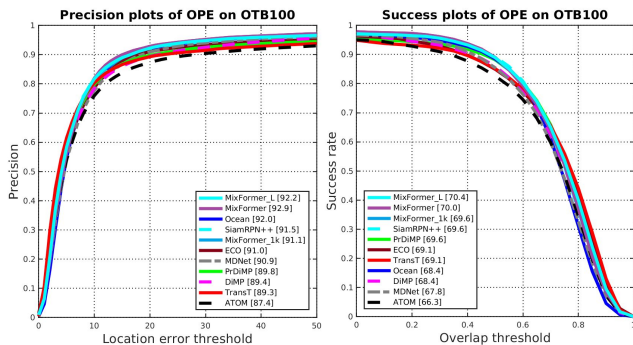 Precision plots of OPE on OTB100
1
0.9
0.8
0.7
0.6
0.5
0.4
0.3
0.2
0.1
0
Precision
0 10 20 30 40 50
Location error threshold
MixFormer_L [92.2]
MixFormer [92.9]
Ocean [92.0]
SiamRPN++ [91.5]
MixFormer_1k [91.1]
ECO [91.0]
MDNet [90.9]
PrDiMP [89.8]
DiMP [89.4]
TransT [89.3]
ATOM [87.4]
Success plots of OPE on OTB100
1
0.9
0.8
0.7
0.6
0.5
0.4
0.3
0.2
0.1
0
Success rate
0 0.2 0.4 0.6 0.8 1
Overlap threshold
MixFormer_L [70.4]
MixFormer [70.0]
MixFormer_1k [69.6]
SiamRPN++ [69.6]
PrDiMP [69.6]
ECO [69.1]
TransT [69.1]
Ocean [68.4]
DiMP [68.4]
MDNet [67.8]
ATOM [66.3]